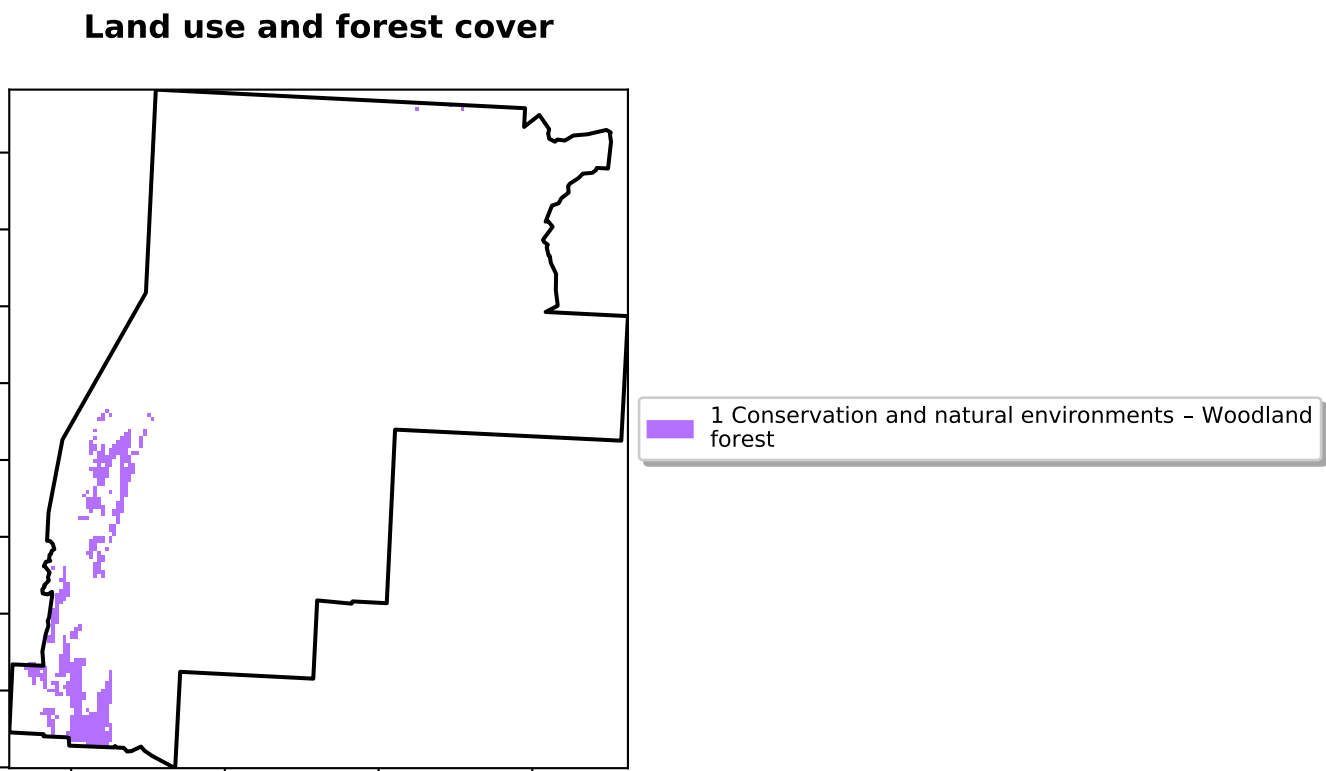 Land use and forest cover
1 Conservation and natural environments – Woodland
forest